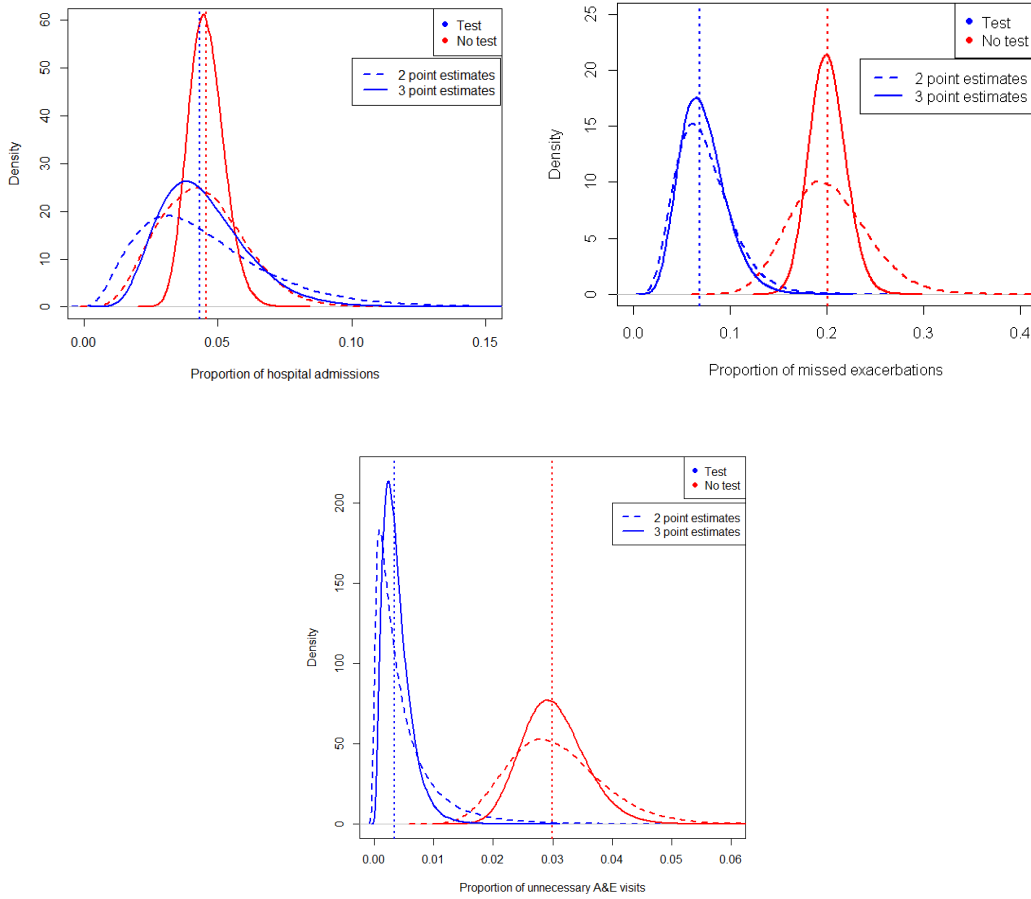 Test
No test
2 point estimates
3 point estimates
Density
0 10 20 30 40 50 60
0.00 0.05 0.10 0.15
Proportion of hospital admissions
Test
No test
2 point estimates
3 point estimates
Density
0 5 10 15 20 25
0.0 0.1 0.2 0.3 0.4
Proportion of missed exacerbations
Test
No test
2 point estimates
3 point estimates
Density
0 50 100 150 200
0.00 0.01 0.02 0.03 0.04 0.05 0.06
Proportion of unnecessary A&E visits